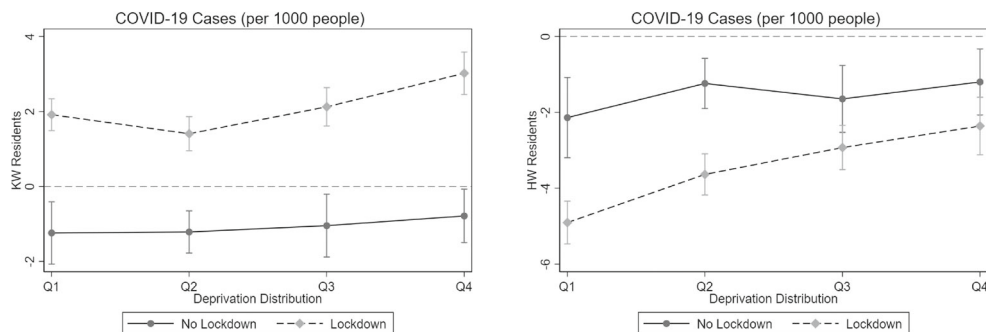 COVID-19 Cases (per 1000 people)
KW Residents
4
2
0
-2
Q1 Q2 Q3 Q4
Deprivation Distribution
No Lockdown Lockdown
COVID-19 Cases (per 1000 people)
HW Residents
0
-2
-4
-6
Q1 Q2 Q3 Q4
Deprivation Distribution
No Lockdown Lockdown